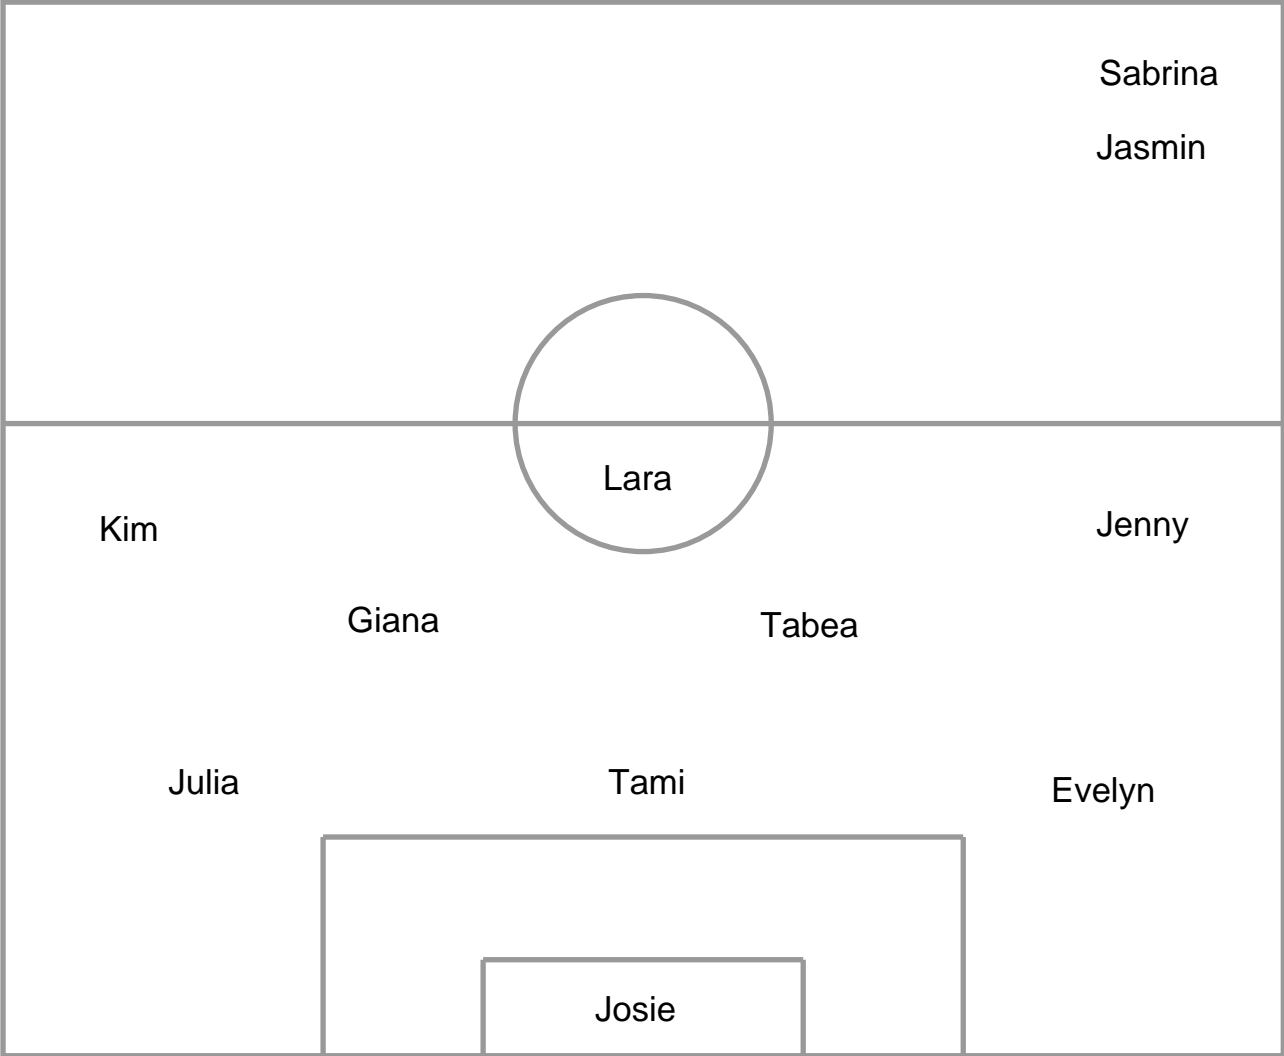 Sabrina
Jasmin
Lara
Kim
Jenny
Giana
Tabea
Julia
Tami
Evelyn
Josie